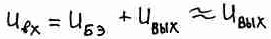 Uвх = UБЭ + Uвых ≈ Uвых